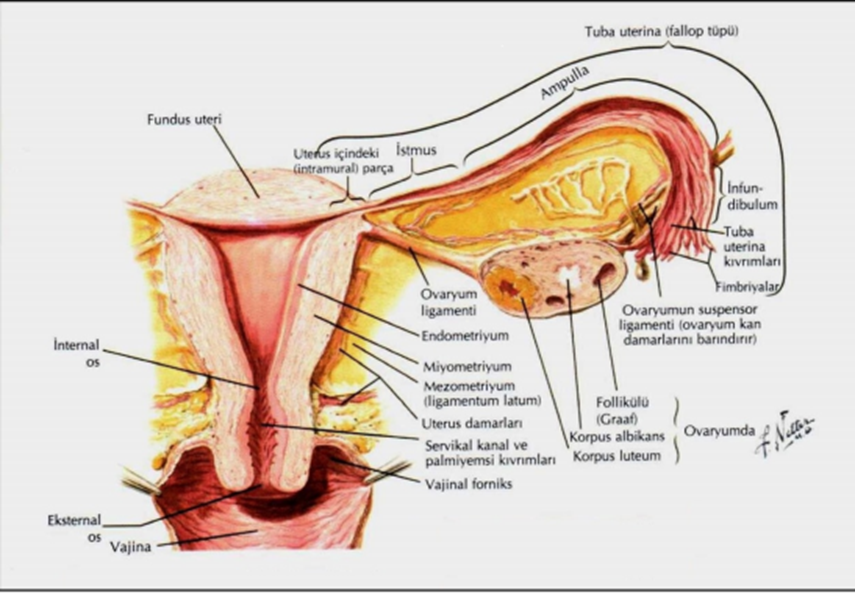 Tuba uterina (fallop tüpü)
Ampulla
Fundus uteri
Uterus içindeki
(intramural) parça
İstmus
İnfun-
dibulum
Tuba
uterina
kıvrımları
Fimbriyalar
Ovaryum
ligamenti
Ovaryumun suspensor
ligamenti (ovaryum kan
damarlarını barındırır)
Endometriyum
İnternal
os
Miyometriyum
Mezometriyum
(ligamentum latum)
Uterus damarları
Follikülü
(Graaf)
Korpus albikans
Korpus luteum
Ovaryumda
Servikal kanal ve
palmiyemsi kıvrımları
Vajinal forniks
Eksternal
os
Vajina